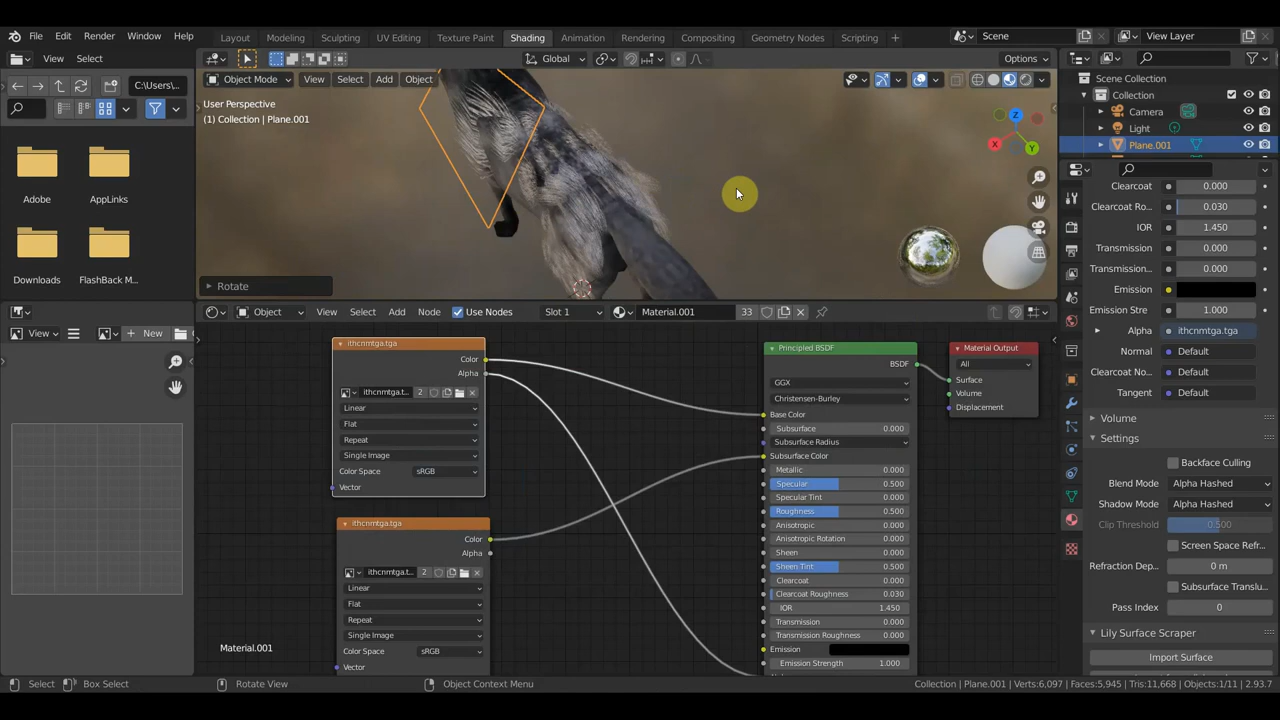 File Edit Render Window Help
Layout Modeling Sculpting UV Editing Texture Paint Shading Animation Rendering Compositing Geometry Nodes Scripting
Scene
View Layer
View Select
Global
Options
C:\Users\...
Object Mode View Select Add Object
User Perspective
(1) Collection | Plane.001
Adobe
AppLinks
Downloads
FlashBack M...
Rotate
Scene Collection
Collection
Camera
Light
Plane.001
Clearcoat 0.000
Clearcoat Ro... 0.030
IOR 1.450
Transmission 0.000
Transmission... 0.000
Emission
Emission Stre 1.000
Alpha ithcnmtga.tga
Normal Default
Clearcoat No... Default
Tangent Default
Volume
Settings
Backface Culling
Blend Mode Alpha Hashed
Shadow Mode Alpha Hashed
Clip Threshold 0.500
Screen Space Refr...
Refraction Dep... 0 m
Subsurface Translu...
Pass Index 0
Lily Surface Scraper
Import Surface
View
New
Object View Select Add Node Use Nodes Slot 1 Material.001 33
ithcnmtga.tga
Color
Alpha
ithcnmtga.t... 2
Linear
Flat
Repeat
Single Image
Color Space sRGB
Vector
ithcnmtga.tga
Color
Alpha
ithcnmtga.t... 2
Linear
Flat
Repeat
Single Image
Color Space sRGB
Vector
Principled BSDF
BSDF
GGX
Christensen-Burley
Base Color
Subsurface 0.000
Subsurface Radius
Subsurface Color
Metallic 0.000
Specular 0.500
Specular Tint 0.000
Roughness 0.500
Anisotropic 0.000
Anisotropic Rotation 0.000
Sheen 0.000
Sheen Tint 0.500
Clearcoat 0.000
Clearcoat Roughness 0.030
IOR 1.450
Transmission 0.000
Transmission Roughness 0.000
Emission
Emission Strength 1.000
Material Output
All
Surface
Volume
Displacement
Material.001
Select
Box Select
Rotate View
Object Context Menu
Collection | Plane.001 | Verts:6,097 | Faces:5,945 | Tris:11,668 | Objects:1/11 | 2.93.7